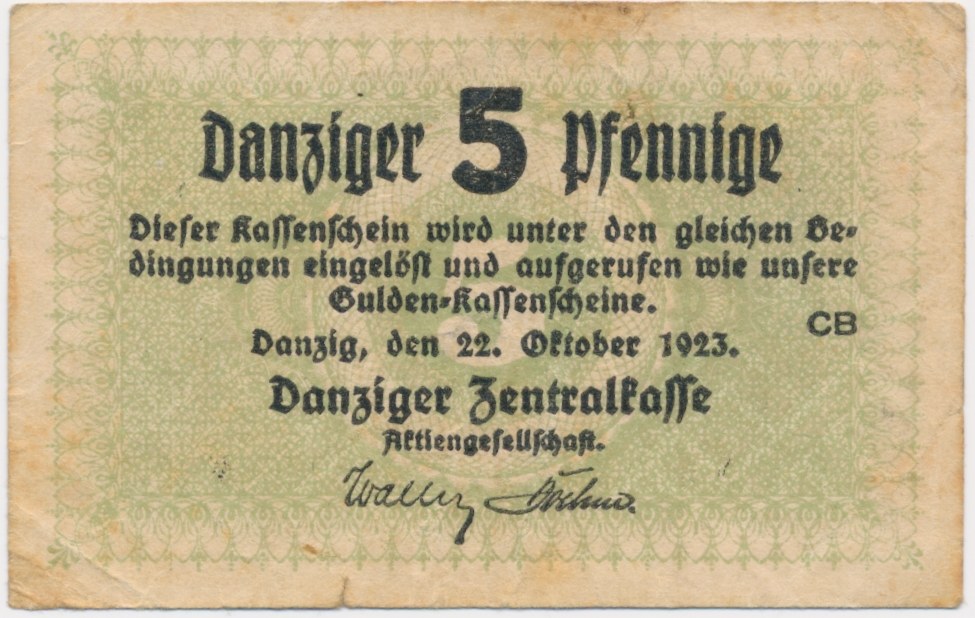 Danziger 5 Pfennige
Dieser Kassenschein wird unter den gleichen Be-
dingungen eingelöst und aufgerufen wie unsere
Gulden-Kassenscheine.
CB
Danzig, den 22. Oktober 1923.
Danziger Zentralkasse
Aktiengesellschaft.